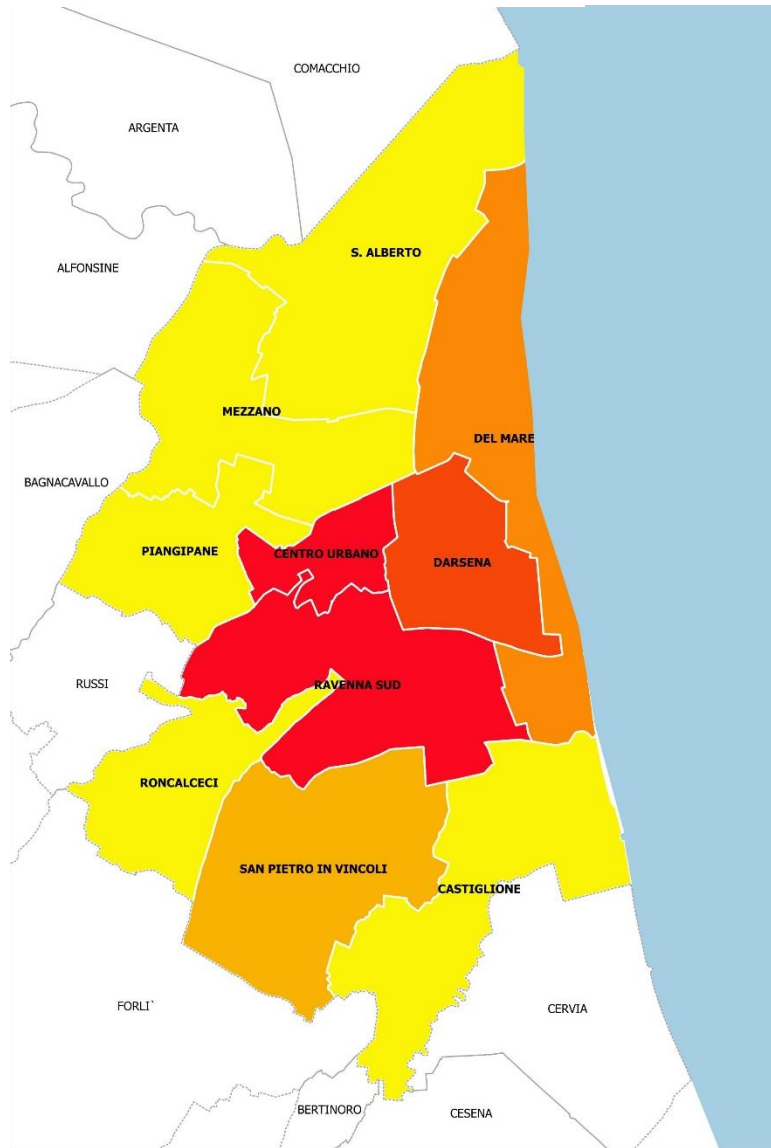 COMACCHIO
ARGENTA
S. ALBERTO
ALFONSINE
MEZZANO
DEL MARE
BAGNACAVALLO
PIANGIPANE
CENTRO URBANO
DARSENA
RUSSI
RAVENNA SUD
RONCALCECI
SAN PIETRO IN VINCOLI
CASTIGLIONE
FORLI`
CERVIA
BERTINORO
CESENA